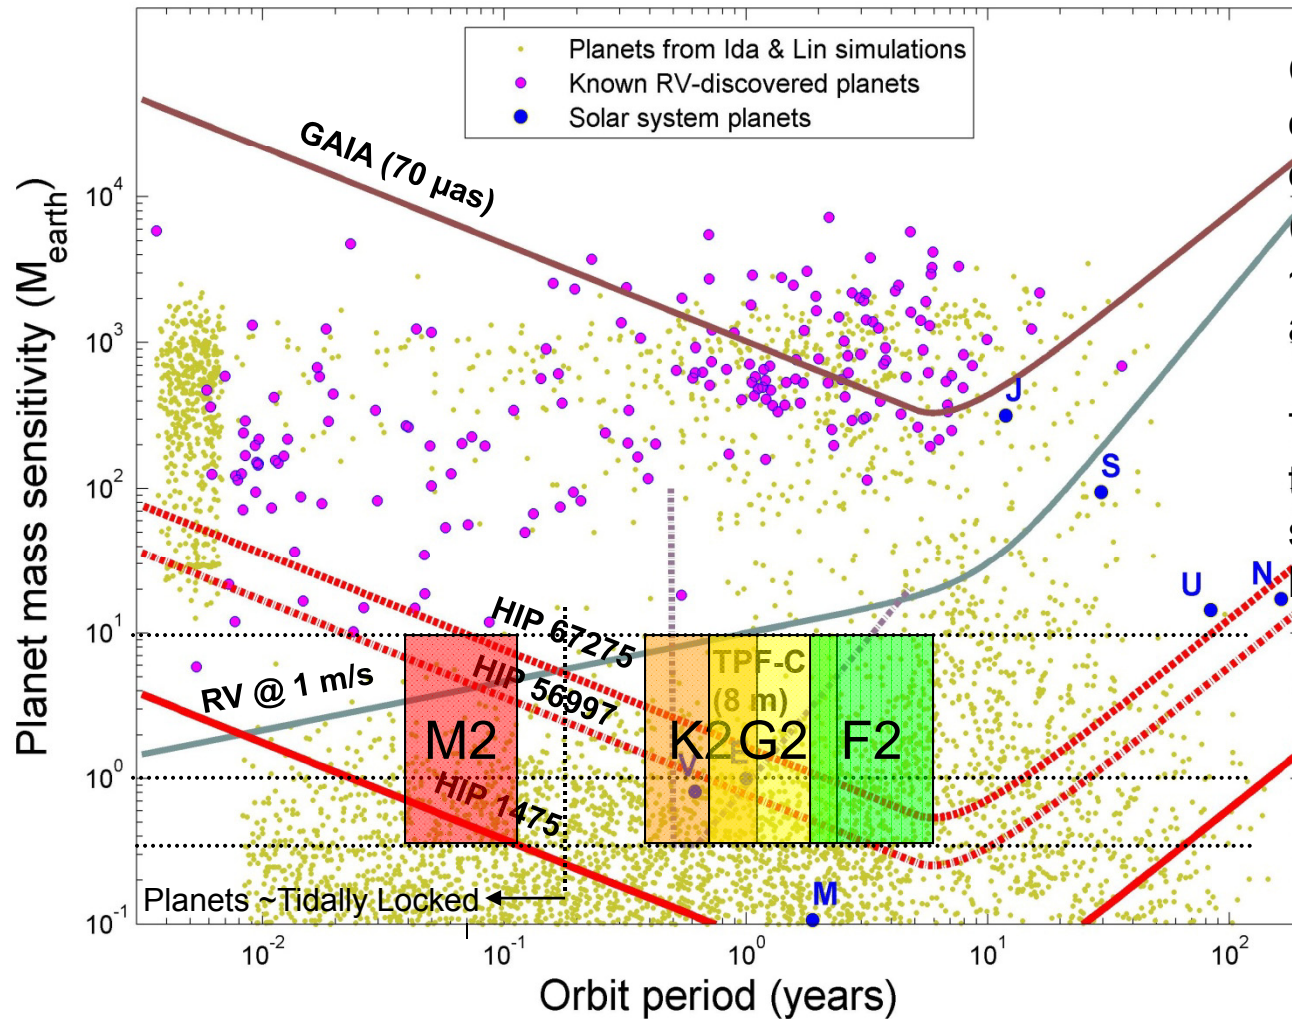 Planets from Ida & Lin simulations
Known RV-discovered planets
Solar system planets
GAIA (70 µas)
Planet mass sensitivity (M_earth)
10^4
10^3
10^2
10^1
10^0
10^-1
J
S
U
N
HIP 67275
HIP 56997
HIP 1475
RV @ 1 m/s
TPF-C
(8 m)
M2
K2
G2
F2
V
E
M
Planets ~Tidally Locked
10^-2
10^-1
10^0
10^1
10^2
Orbit period (years)